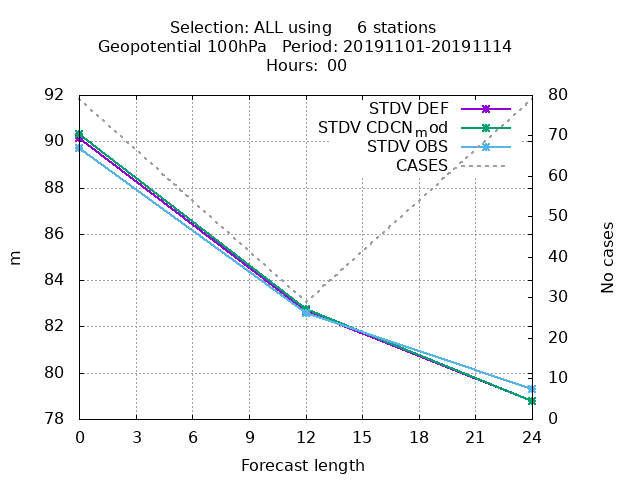 Selection: ALL using     6 stations
Geopotential 100hPa   Period: 20191101-20191114
Hours: 00
92
90
88
86
84
82
80
78
m
80
70
60
50
40
30
20
10
0
No cases
STDV DEF
STDV CDCNmod
STDV OBS
CASES
0 3 6 9 12 15 18 21 24
Forecast length